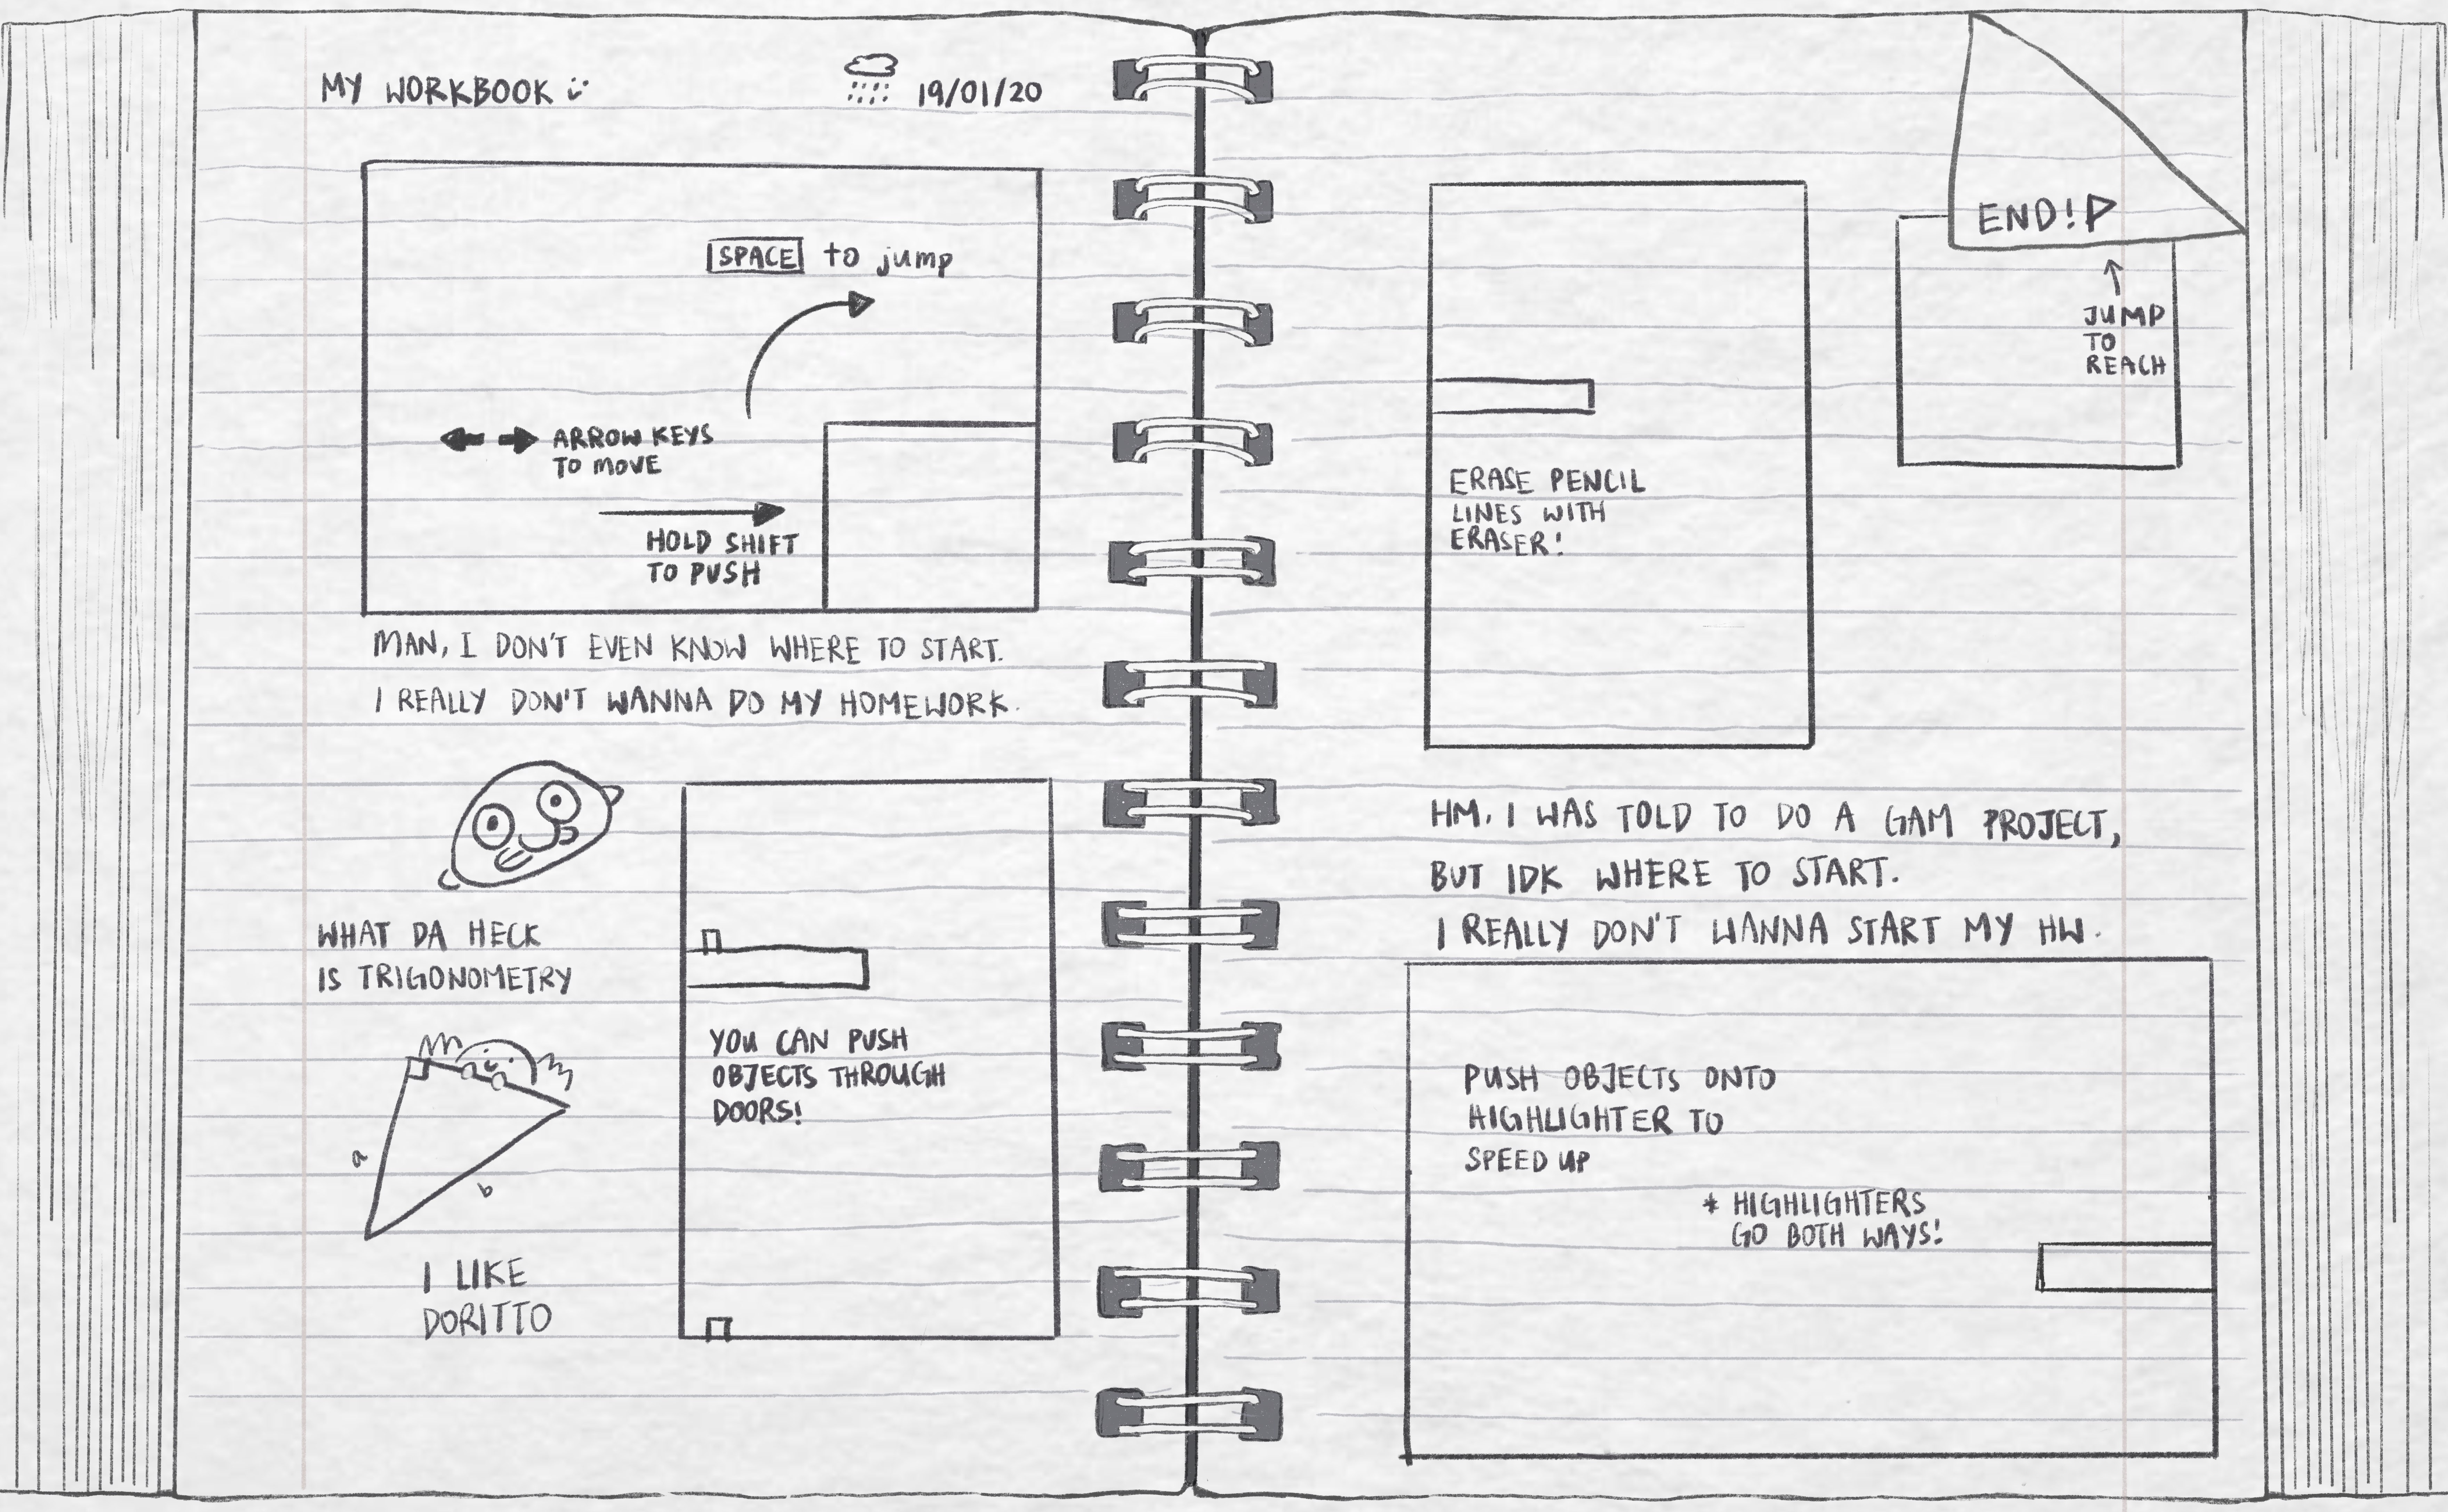 MY WORKBOOK
19/01/20
SPACE to jump
ARROW KEYS
TO MOVE
HOLD SHIFT
TO PUSH
MAN, I DON'T EVEN KNOW WHERE TO START.
I REALLY DON'T WANNA DO MY HOMEWORK.
WHAT DA HECK
IS TRIGONOMETRY
a
b
I LIKE
DORITTO
YOU CAN PUSH
OBJECTS THROUGH
DOORS!
END!
JUMP
TO
REACH
ERASE PENCIL
LINES WITH
ERASER!
HM. I WAS TOLD TO DO A GAM PROJECT,
BUT IDK WHERE TO START.
I REALLY DON'T WANNA START MY HW.
PUSH OBJECTS ONTO
HIGHLIGHTER TO
SPEED UP
* HIGHLIGHTERS
GO BOTH WAYS!